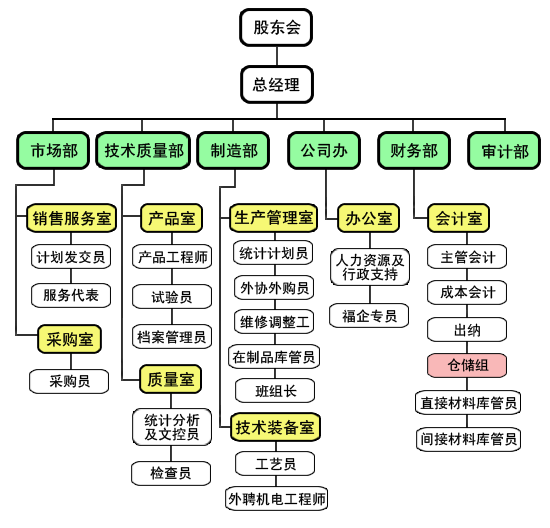 股东会
总经理
市场部
技术质量部
制造部
公司办
财务部
审计部
销售服务室
计划发交员
服务代表
采购室
采购员
产品室
产品工程师
试验员
档案管理员
质量室
统计分析
及文控员
检查员
生产管理室
统计计划员
外协外购员
维修调整工
在制品库管员
班组长
技术装备室
工艺员
外聘机电工程师
办公室
人力资源及
行政支持
福企专员
会计室
主管会计
成本会计
出纳
仓储组
直接材料库管员
间接材料库管员